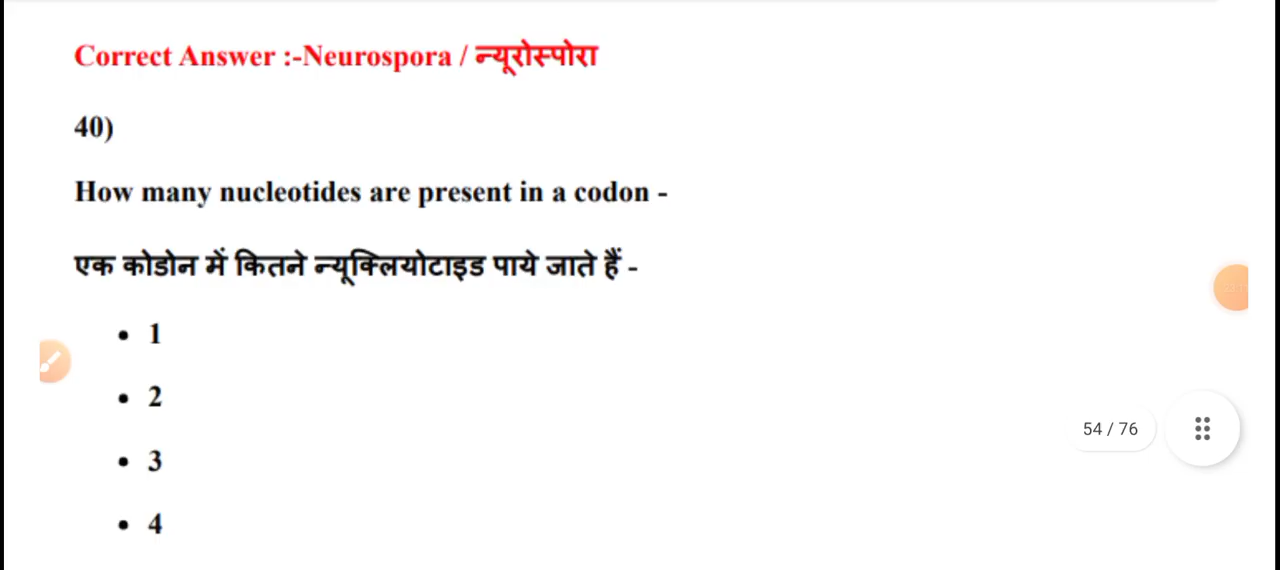 Correct Answer :-Neurospora / न्यूरोस्पोरा
40)
How many nucleotides are present in a codon -
एक कोडोन में कितने न्यूक्लियोटाइड पाये जाते हैं -
• 1
• 2
• 3
54 / 76
• 4